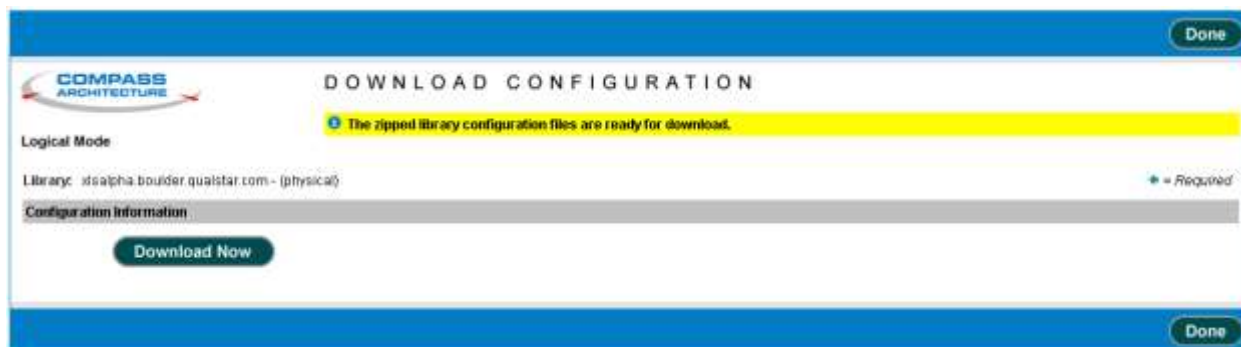 Done
COMPASS
ARCHITECTURE
DOWNLOAD CONFIGURATION
The zipped library configuration files are ready for download.
Logical Mode
Library: xlsalpha.boulder.qualstar.com - (physical)
= Required
Configuration Information
Download Now
Done